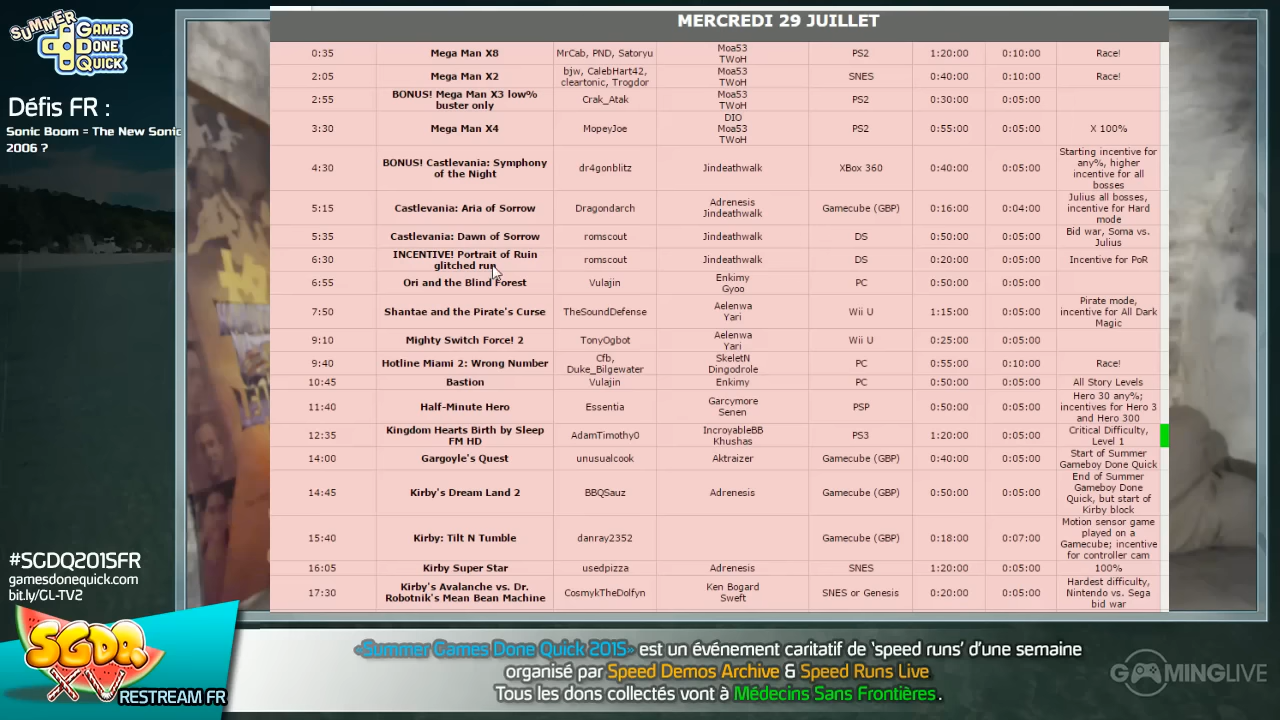 SUMMER
GAMES
DONE
QUICK
Défis FR :
Sonic Boom = The New Sonic
2006 ?
MERCREDI 29 JUILLET
0:35 Mega Man X8 MrCab, PND, Satoryu Moa53 TWoH PS2 1:20:00 0:10:00 Race!
2:05 Mega Man X2 bjw, CalebHart42, cleartonic, Trogdor Moa53 TWoH SNES 0:40:00 0:10:00 Race!
2:55 BONUS! Mega Man X3 low% buster only Crak_Atak Moa53 TWoH PS2 0:30:00 0:05:00
3:30 Mega Man X4 MopeyJoe DIO Moa53 TWoH PS2 0:55:00 0:05:00 X 100%
4:30 BONUS! Castlevania: Symphony of the Night dr4gonblitz Jindeathwalk XBox 360 0:40:00 0:05:00 Starting incentive for any%, higher incentive for all bosses
5:15 Castlevania: Aria of Sorrow Dragondarch Adrenesis Jindeathwalk Gamecube (GBP) 0:16:00 0:04:00 Julius all bosses, incentive for Hard mode
5:35 Castlevania: Dawn of Sorrow romscout Jindeathwalk DS 0:50:00 0:05:00 Bid war, Soma vs. Julius
6:30 INCENTIVE! Portrait of Ruin glitched run romscout Jindeathwalk DS 0:20:00 0:05:00 Incentive for PoR
6:55 Ori and the Blind Forest Vulajin Enkimy Gyoo PC 0:50:00 0:05:00
7:50 Shantae and the Pirate's Curse TheSoundDefense Aelenwa Yari Wii U 1:15:00 0:05:00 Pirate mode, incentive for All Dark Magic
9:10 Mighty Switch Force! 2 TonyOgbot Aelenwa Yari Wii U 0:25:00 0:05:00
9:40 Hotline Miami 2: Wrong Number Cfb, Duke_Bilgewater SkeletN Dingodrole PC 0:55:00 0:10:00 Race!
10:45 Bastion Vulajin Enkimy PC 0:50:00 0:05:00 All Story Levels
11:40 Half-Minute Hero Essentia Garcymore Senen PSP 0:50:00 0:05:00 Hero 30 any%; incentives for Hero 3 and Hero 300
12:35 Kingdom Hearts Birth by Sleep FM HD AdamTimothy0 IncroyableBB Khushas PS3 1:20:00 0:05:00 Critical Difficulty, Level 1
14:00 Gargoyle's Quest unusualcook Aktraizer Gamecube (GBP) 0:40:00 0:05:00 Start of Summer Gameboy Done Quick
14:45 Kirby's Dream Land 2 BBQSauz Adrenesis Gamecube (GBP) 0:50:00 0:05:00 End of Summer Gameboy Done Quick, but start of Kirby block
15:40 Kirby: Tilt N Tumble danray2352 Gamecube (GBP) 0:18:00 0:07:00 Motion sensor game played on a Gamecube; incentive for controller cam
16:05 Kirby Super Star usedpizza Adrenesis SNES 1:20:00 0:05:00 100%
17:30 Kirby's Avalanche vs. Dr. Robotnik's Mean Bean Machine CosmykTheDolfyn Ken Bogard Sweft SNES or Genesis 0:20:00 0:05:00 Hardest difficulty, Nintendo vs. Sega bid war
#SGDQ2015FR
gamesdonequick.com
bit.ly/GL-TV2
SGDQ
RESTREAM FR
«Summer Games Done Quick 2015» est un événement caritatif de 'speed runs' d'une semaine
organisé par Speed Demos Archive & Speed Runs Live
Tous les dons collectés vont à Médecins Sans Frontières.
GAMINGLIVE